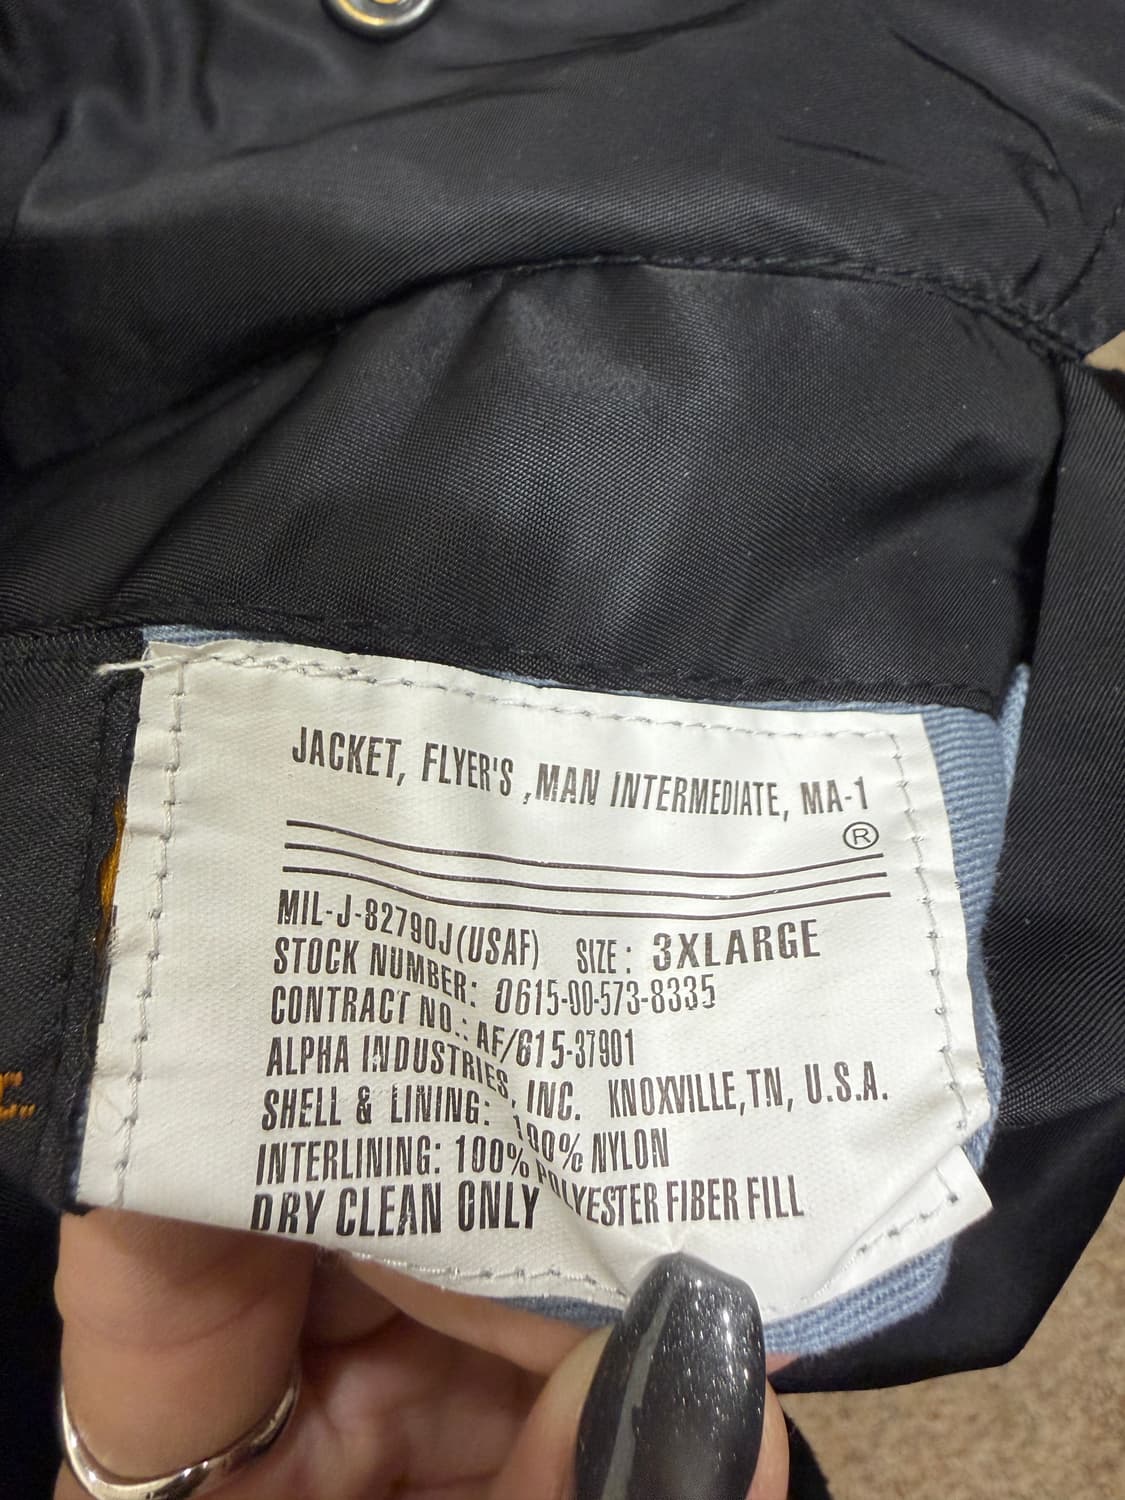 JACKET, FLYER'S ,MAN INTERMEDIATE, MA-1
®
MIL-J-82790J(USAF) SIZE: 3XLARGE
STOCK NUMBER: 0615-00-573-8335
CONTRACT NO.: AF/615-37901
ALPHA INDUSTRIES, INC. KNOXVILLE,TN, U.S.A.
SHELL & LINING: 100% NYLON
INTERLINING: 100% POLYESTER FIBER FILL
DRY CLEAN ONLY